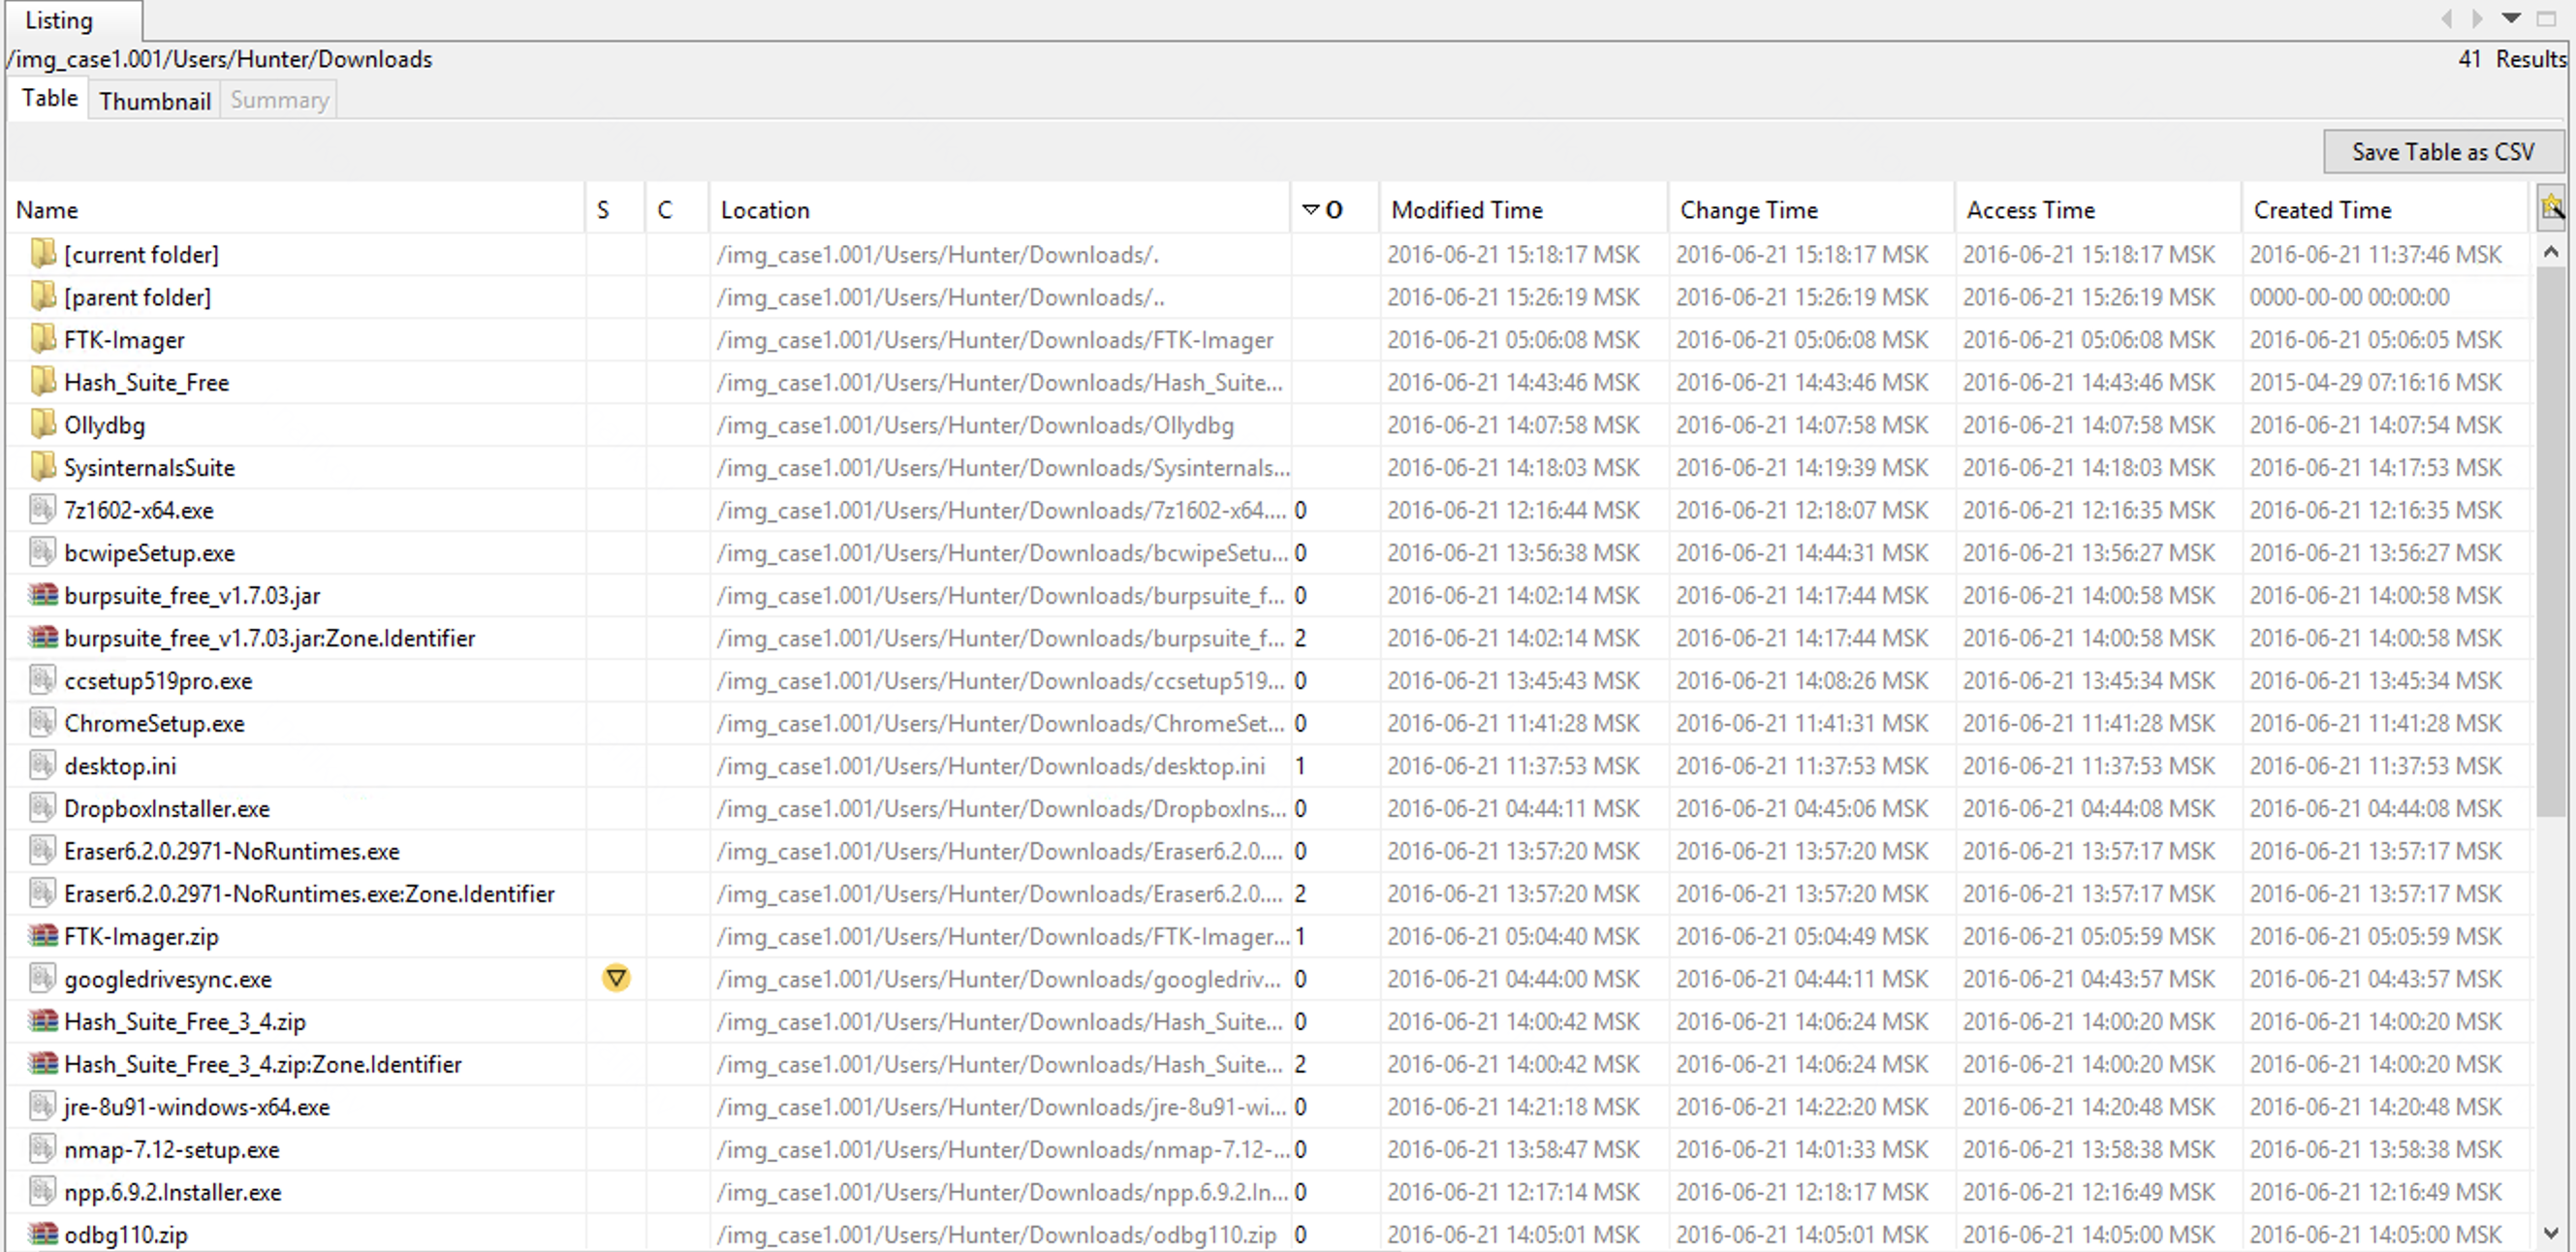 Listing
/img_case1.001/Users/Hunter/Downloads 41 Results
Table Thumbnail Summary
Save Table as CSV
Name S C Location O Modified Time Change Time Access Time Created Time
[current folder] /img_case1.001/Users/Hunter/Downloads/. 2016-06-21 15:18:17 MSK 2016-06-21 15:18:17 MSK 2016-06-21 15:18:17 MSK 2016-06-21 11:37:46 MSK
[parent folder] /img_case1.001/Users/Hunter/Downloads/.. 2016-06-21 15:26:19 MSK 2016-06-21 15:26:19 MSK 2016-06-21 15:26:19 MSK 0000-00-00 00:00:00
FTK-Imager /img_case1.001/Users/Hunter/Downloads/FTK-Imager 2016-06-21 05:06:08 MSK 2016-06-21 05:06:08 MSK 2016-06-21 05:06:08 MSK 2016-06-21 05:06:05 MSK
Hash_Suite_Free /img_case1.001/Users/Hunter/Downloads/Hash_Suite... 2016-06-21 14:43:46 MSK 2016-06-21 14:43:46 MSK 2016-06-21 14:43:46 MSK 2015-04-29 07:16:16 MSK
Ollydbg /img_case1.001/Users/Hunter/Downloads/Ollydbg 2016-06-21 14:07:58 MSK 2016-06-21 14:07:58 MSK 2016-06-21 14:07:58 MSK 2016-06-21 14:07:54 MSK
SysinternalsSuite /img_case1.001/Users/Hunter/Downloads/Sysinternals... 2016-06-21 14:18:03 MSK 2016-06-21 14:19:39 MSK 2016-06-21 14:18:03 MSK 2016-06-21 14:17:53 MSK
7z1602-x64.exe /img_case1.001/Users/Hunter/Downloads/7z1602-x64.... 0 2016-06-21 12:16:44 MSK 2016-06-21 12:18:07 MSK 2016-06-21 12:16:35 MSK 2016-06-21 12:16:35 MSK
bcwipeSetup.exe /img_case1.001/Users/Hunter/Downloads/bcwipeSetu... 0 2016-06-21 13:56:38 MSK 2016-06-21 14:44:31 MSK 2016-06-21 13:56:27 MSK 2016-06-21 13:56:27 MSK
burpsuite_free_v1.7.03.jar /img_case1.001/Users/Hunter/Downloads/burpsuite_f... 0 2016-06-21 14:02:14 MSK 2016-06-21 14:17:44 MSK 2016-06-21 14:00:58 MSK 2016-06-21 14:00:58 MSK
burpsuite_free_v1.7.03.jar:Zone.Identifier /img_case1.001/Users/Hunter/Downloads/burpsuite_f... 2 2016-06-21 14:02:14 MSK 2016-06-21 14:17:44 MSK 2016-06-21 14:00:58 MSK 2016-06-21 14:00:58 MSK
ccsetup519pro.exe /img_case1.001/Users/Hunter/Downloads/ccsetup519... 0 2016-06-21 13:45:43 MSK 2016-06-21 14:08:26 MSK 2016-06-21 13:45:34 MSK 2016-06-21 13:45:34 MSK
ChromeSetup.exe /img_case1.001/Users/Hunter/Downloads/ChromeSet... 0 2016-06-21 11:41:28 MSK 2016-06-21 11:41:31 MSK 2016-06-21 11:41:28 MSK 2016-06-21 11:41:28 MSK
desktop.ini /img_case1.001/Users/Hunter/Downloads/desktop.ini 1 2016-06-21 11:37:53 MSK 2016-06-21 11:37:53 MSK 2016-06-21 11:37:53 MSK 2016-06-21 11:37:53 MSK
DropboxInstaller.exe /img_case1.001/Users/Hunter/Downloads/DropboxIns... 0 2016-06-21 04:44:11 MSK 2016-06-21 04:45:06 MSK 2016-06-21 04:44:08 MSK 2016-06-21 04:44:08 MSK
Eraser6.2.0.2971-NoRuntimes.exe /img_case1.001/Users/Hunter/Downloads/Eraser6.2.0.... 0 2016-06-21 13:57:20 MSK 2016-06-21 13:57:20 MSK 2016-06-21 13:57:17 MSK 2016-06-21 13:57:17 MSK
Eraser6.2.0.2971-NoRuntimes.exe:Zone.Identifier /img_case1.001/Users/Hunter/Downloads/Eraser6.2.0.... 2 2016-06-21 13:57:20 MSK 2016-06-21 13:57:20 MSK 2016-06-21 13:57:17 MSK 2016-06-21 13:57:17 MSK
FTK-Imager.zip /img_case1.001/Users/Hunter/Downloads/FTK-Imager... 1 2016-06-21 05:04:40 MSK 2016-06-21 05:04:49 MSK 2016-06-21 05:05:59 MSK 2016-06-21 05:05:59 MSK
googledrivesync.exe /img_case1.001/Users/Hunter/Downloads/googledriv... 0 2016-06-21 04:44:00 MSK 2016-06-21 04:44:11 MSK 2016-06-21 04:43:57 MSK 2016-06-21 04:43:57 MSK
Hash_Suite_Free_3_4.zip /img_case1.001/Users/Hunter/Downloads/Hash_Suite... 0 2016-06-21 14:00:42 MSK 2016-06-21 14:06:24 MSK 2016-06-21 14:00:20 MSK 2016-06-21 14:00:20 MSK
Hash_Suite_Free_3_4.zip:Zone.Identifier /img_case1.001/Users/Hunter/Downloads/Hash_Suite... 2 2016-06-21 14:00:42 MSK 2016-06-21 14:06:24 MSK 2016-06-21 14:00:20 MSK 2016-06-21 14:00:20 MSK
jre-8u91-windows-x64.exe /img_case1.001/Users/Hunter/Downloads/jre-8u91-wi... 0 2016-06-21 14:21:18 MSK 2016-06-21 14:22:20 MSK 2016-06-21 14:20:48 MSK 2016-06-21 14:20:48 MSK
nmap-7.12-setup.exe /img_case1.001/Users/Hunter/Downloads/nmap-7.12-... 0 2016-06-21 13:58:47 MSK 2016-06-21 14:01:33 MSK 2016-06-21 13:58:38 MSK 2016-06-21 13:58:38 MSK
npp.6.9.2.Installer.exe /img_case1.001/Users/Hunter/Downloads/npp.6.9.2.In... 0 2016-06-21 12:17:14 MSK 2016-06-21 12:18:17 MSK 2016-06-21 12:16:49 MSK 2016-06-21 12:16:49 MSK
odbg110.zip /img_case1.001/Users/Hunter/Downloads/odbg110.zip 0 2016-06-21 14:05:01 MSK 2016-06-21 14:05:01 MSK 2016-06-21 14:05:00 MSK 2016-06-21 14:05:00 MSK